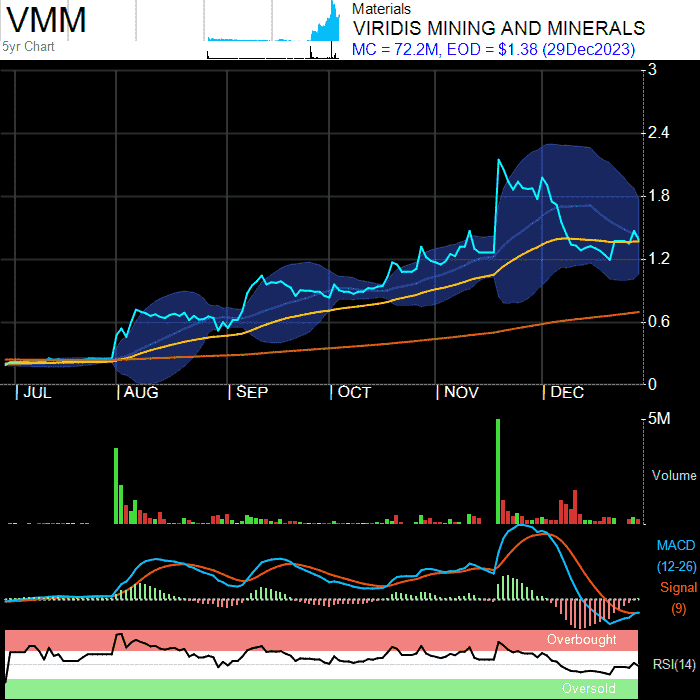 VMM
5yr Chart
Materials
VIRIDIS MINING AND MINERALS
MC = 72.2M, EOD = $1.38 (29Dec2023)
3
2.4
1.8
1.2
0.6
0
JUL AUG SEP OCT NOV DEC
5M
Volume
MACD
(12-26)
Signal
(9)
Overbought
RSI(14)
Oversold